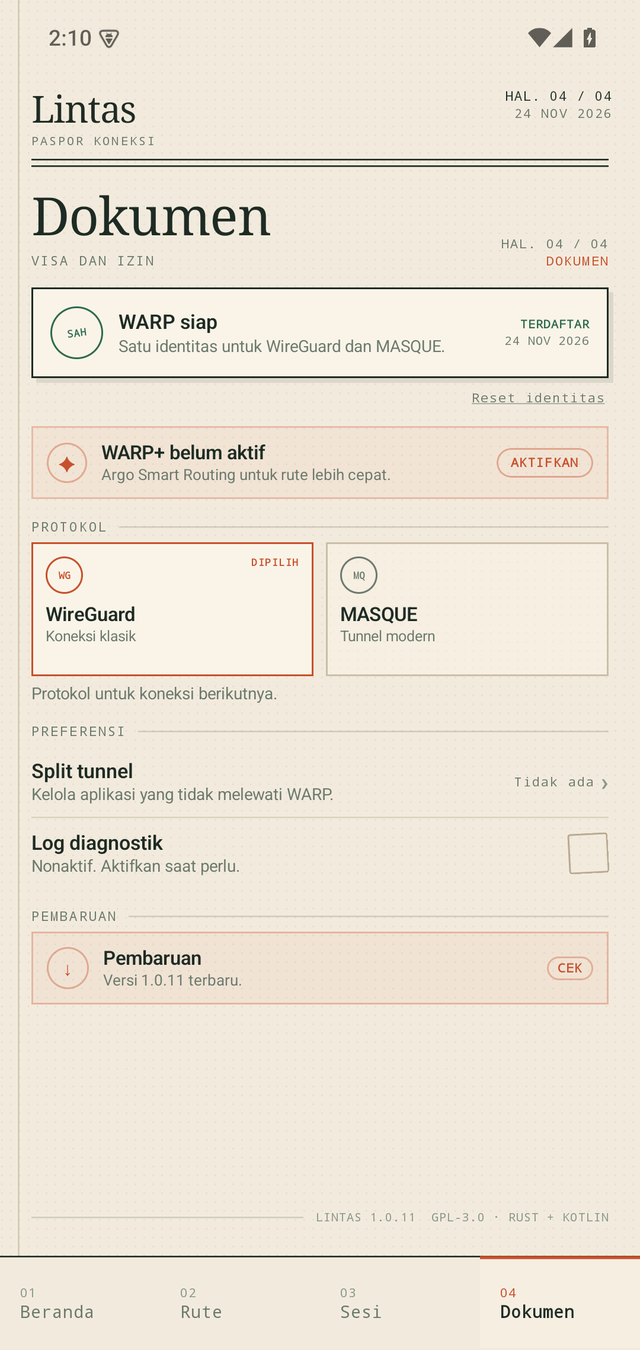 2:10
Lintas
HAL. 04 / 04
PASPOR KONEKSI
24 NOV 2026
Dokumen
VISA DAN IZIN
HAL. 04 / 04
DOKUMEN
SAH
WARP siap
Satu identitas untuk WireGuard dan MASQUE.
TERDAFTAR
24 NOV 2026
Reset identitas
WARP+ belum aktif
Argo Smart Routing untuk rute lebih cepat.
AKTIFKAN
PROTOKOL
WG
DIPILIH
WireGuard
Koneksi klasik
MQ
MASQUE
Tunnel modern
Protokol untuk koneksi berikutnya.
PREFERENSI
Split tunnel
Kelola aplikasi yang tidak melewati WARP.
Tidak ada ›
Log diagnostik
Nonaktif. Aktifkan saat perlu.
PEMBARUAN
↓
Pembaruan
Versi 1.0.11 terbaru.
CEK
LINTAS 1.0.11 GPL-3.0 · RUST + KOTLIN
01
Beranda
02
Rute
03
Sesi
04
Dokumen